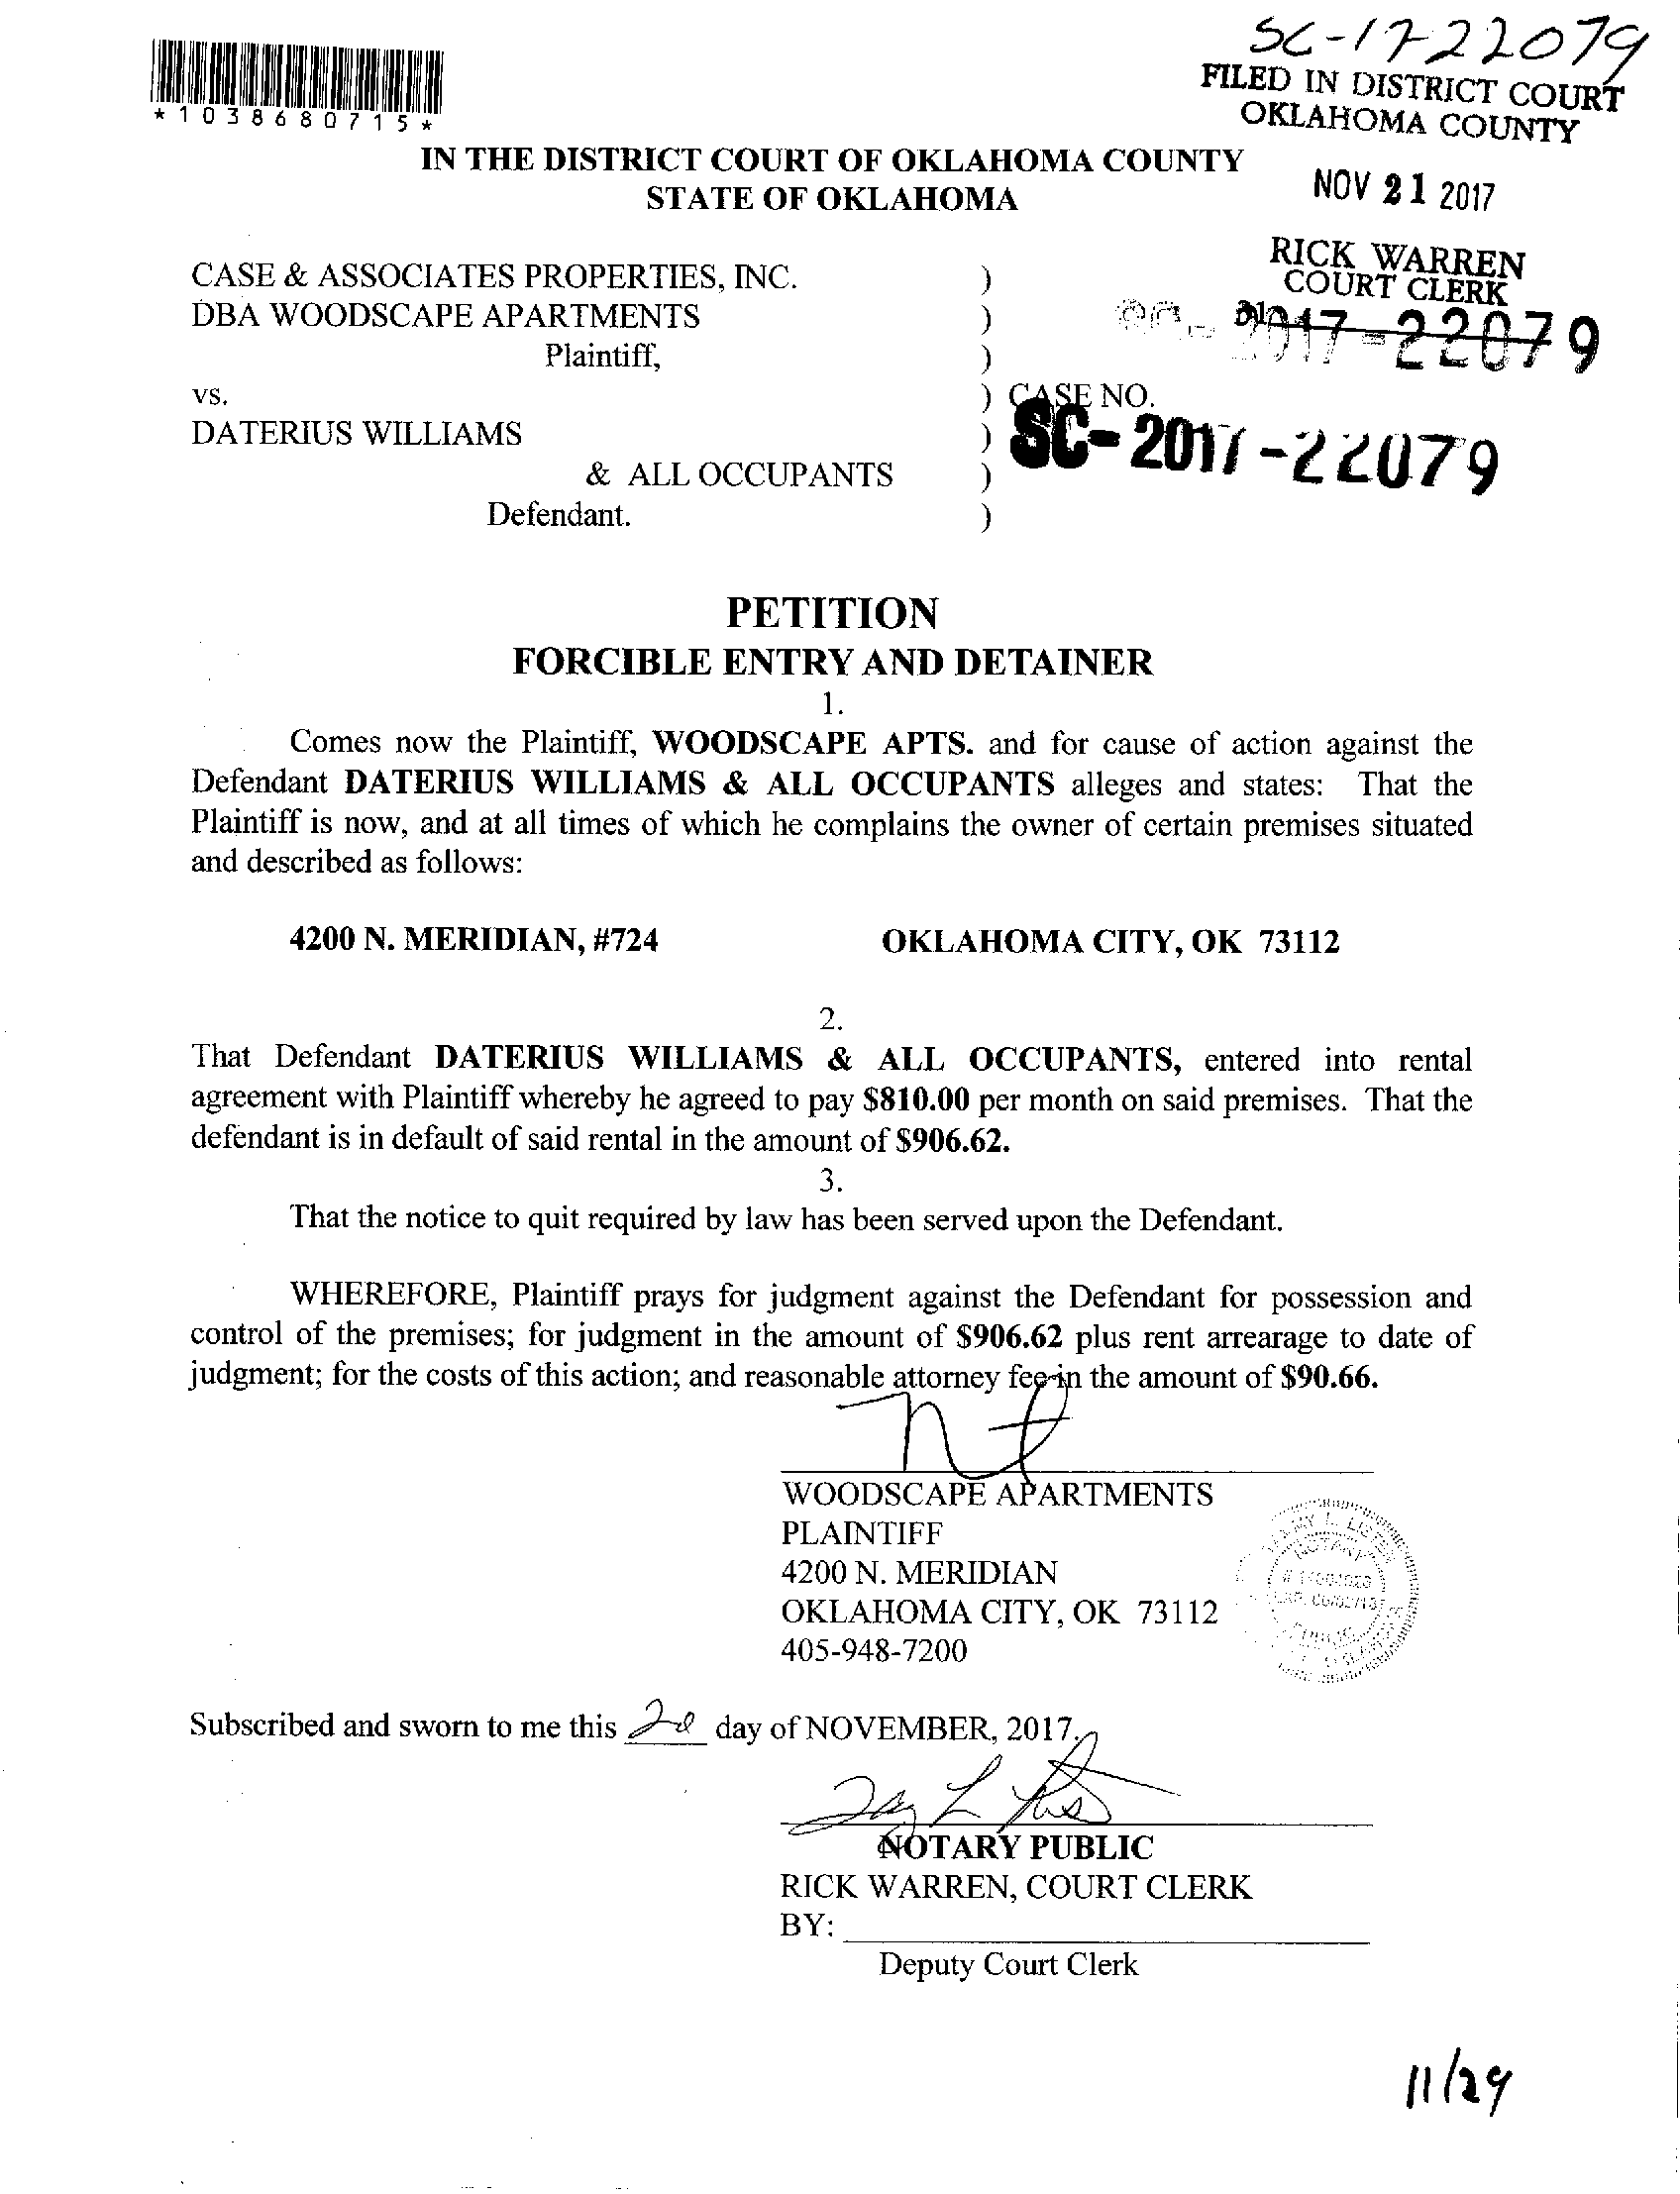 SC-17-22079
FILED IN DISTRICT COURT
OKLAHOMA COUNTY
*1038680715*
IN THE DISTRICT COURT OF OKLAHOMA COUNTY
STATE OF OKLAHOMA
NOV 21 2017
RICK WARREN
COURT CLERK
CASE & ASSOCIATES PROPERTIES, INC. )
DBA WOODSCAPE APARTMENTS )
2017-22079
Plaintiff, )
vs. ) CASE NO.
DATERIUS WILLIAMS ) SC-2017-22079
& ALL OCCUPANTS )
Defendant. )
PETITION
FORCIBLE ENTRY AND DETAINER
1.
Comes now the Plaintiff, WOODSCAPE APTS. and for cause of action against the
Defendant DATERIUS WILLIAMS & ALL OCCUPANTS alleges and states: That the
Plaintiff is now, and at all times of which he complains the owner of certain premises situated
and described as follows:
4200 N. MERIDIAN, #724 OKLAHOMA CITY, OK 73112
2.
That Defendant DATERIUS WILLIAMS & ALL OCCUPANTS, entered into rental
agreement with Plaintiff whereby he agreed to pay $810.00 per month on said premises. That the
defendant is in default of said rental in the amount of $906.62.
3.
That the notice to quit required by law has been served upon the Defendant.
WHEREFORE, Plaintiff prays for judgment against the Defendant for possession and
control of the premises; for judgment in the amount of $906.62 plus rent arrearage to date of
judgment; for the costs of this action; and reasonable attorney fee in the amount of $90.66.
WOODSCAPE APARTMENTS
PLAINTIFF
4200 N. MERIDIAN
OKLAHOMA CITY, OK 73112
405-948-7200
NOTARY
Subscribed and sworn to me this day of NOVEMBER, 2017.
NOTARY PUBLIC
RICK WARREN, COURT CLERK
BY:
Deputy Court Clerk
11/29